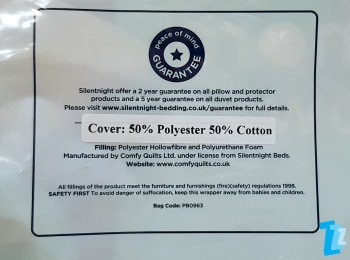 peace of mind
GUARANTEE
Silentnight offer a 2 year guarantee on all pillow and protector
products and a 5 year guarantee on all duvet products.
Please visit www.silentnight-bedding.co.uk/guarantee for full details.
Cover: 50% Polyester 50% Cotton
Filling: Polyester Hollowfibre and Polyurethane Foam
Manufactured by Comfy Quilts Ltd. under license from Silentnight Beds.
Website: www.comfyquilts.co.uk
All fillings of the product meet the furniture and furnishings (fire)(safety) regulations 1998.
SAFETY FIRST To avoid danger of suffocation, keep this wrapper away from babies and children.
Bag Code: PB0963